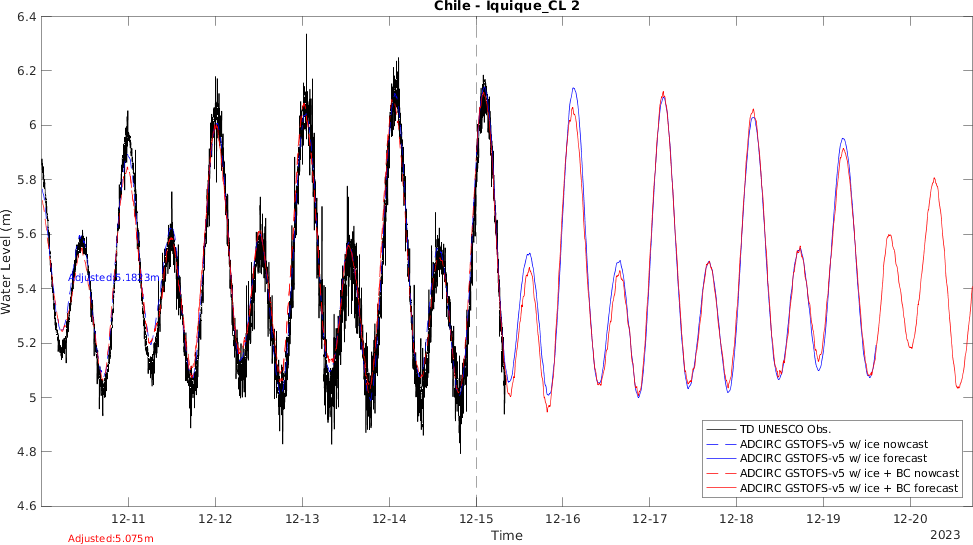 Chile - Iquique_CL 2
6.4
6.2
6
5.8
5.6
5.4
5.2
5
4.8
4.6
Water Level (m)
Adjusted:5.1823m
TD UNESCO Obs.
ADCIRC GSTOFS-v5 w/ ice nowcast
ADCIRC GSTOFS-v5 w/ ice forecast
ADCIRC GSTOFS-v5 w/ ice + BC nowcast
ADCIRC GSTOFS-v5 w/ ice + BC forecast
12-11 12-12 12-13 12-14 12-15 12-16 12-17 12-18 12-19 12-20
Adjusted:5.075m
Time
2023